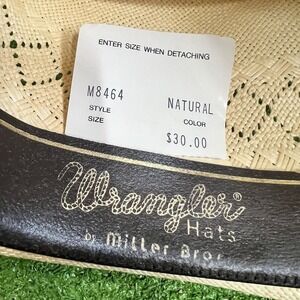 ENTER SIZE WHEN DETACHING
M8464 NATURAL
STYLE COLOR
SIZE $30.00
Wrangler®
Hats
by Miller Bros.